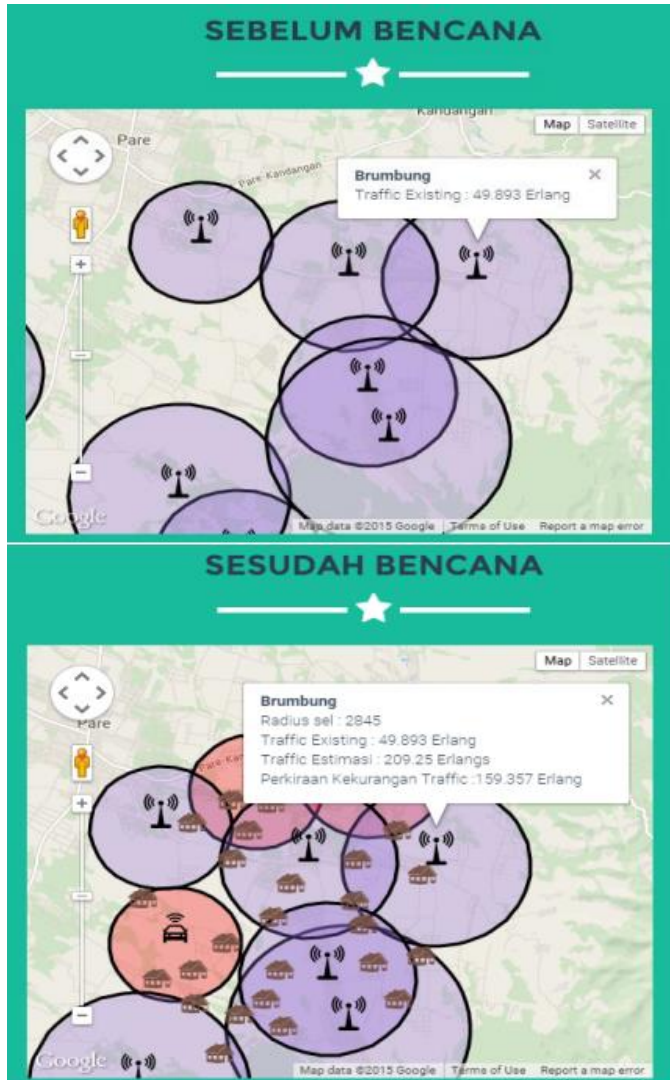 SEBELUM BENCANA
Kandangan
Map Satellite
Pare
Pare-Kandangan
Brumbung
Traffic Existing : 49.893 Erlang
Google
Map data ©2015 Google Terms of Use Report a map error
SESUDAH BENCANA
Map Satellite
Pare
Brumbung
Radius sel : 2845
Traffic Existing : 49.893 Erlang
Traffic Estimasi : 209.25 Erlangs
Perkiraan Kekurangan Traffic :159.357 Erlang
Google
Map data ©2015 Google Terms of Use Report a map error